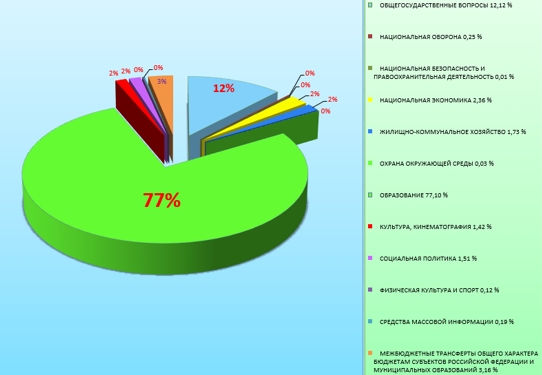 ОБЩЕГОСУДАРСТВЕННЫЕ ВОПРОСЫ 12,12 %
НАЦИОНАЛЬНАЯ ОБОРОНА 0,25 %
НАЦИОНАЛЬНАЯ БЕЗОПАСНОСТЬ И
ПРАВООХРАНИТЕЛЬНАЯ ДЕЯТЕЛЬНОСТЬ 0,01 %
НАЦИОНАЛЬНАЯ ЭКОНОМИКА 2,36 %
ЖИЛИЩНО-КОММУНАЛЬНОЕ ХОЗЯЙСТВО 1,73 %
ОХРАНА ОКРУЖАЮЩЕЙ СРЕДЫ 0,03 %
ОБРАЗОВАНИЕ 77,10 %
КУЛЬТУРА, КИНЕМАТОГРАФИЯ 1,42 %
СОЦИАЛЬНАЯ ПОЛИТИКА 1,51 %
ФИЗИЧЕСКАЯ КУЛЬТУРА И СПОРТ 0,12 %
СРЕДСТВА МАССОВОЙ ИНФОРМАЦИИ 0,19 %
МЕЖБЮДЖЕТНЫЕ ТРАНСФЕРТЫ ОБЩЕГО ХАРАКТЕРА
БЮДЖЕТАМ СУБЪЕКТОВ РОССИЙСКОЙ ФЕДЕРАЦИИ И
МУНИЦИПАЛЬНЫХ ОБРАЗОВАНИЙ 3,16 %
2%
2%
0%
0%
3%
12%
0%
0%
2%
2%
0%
77%